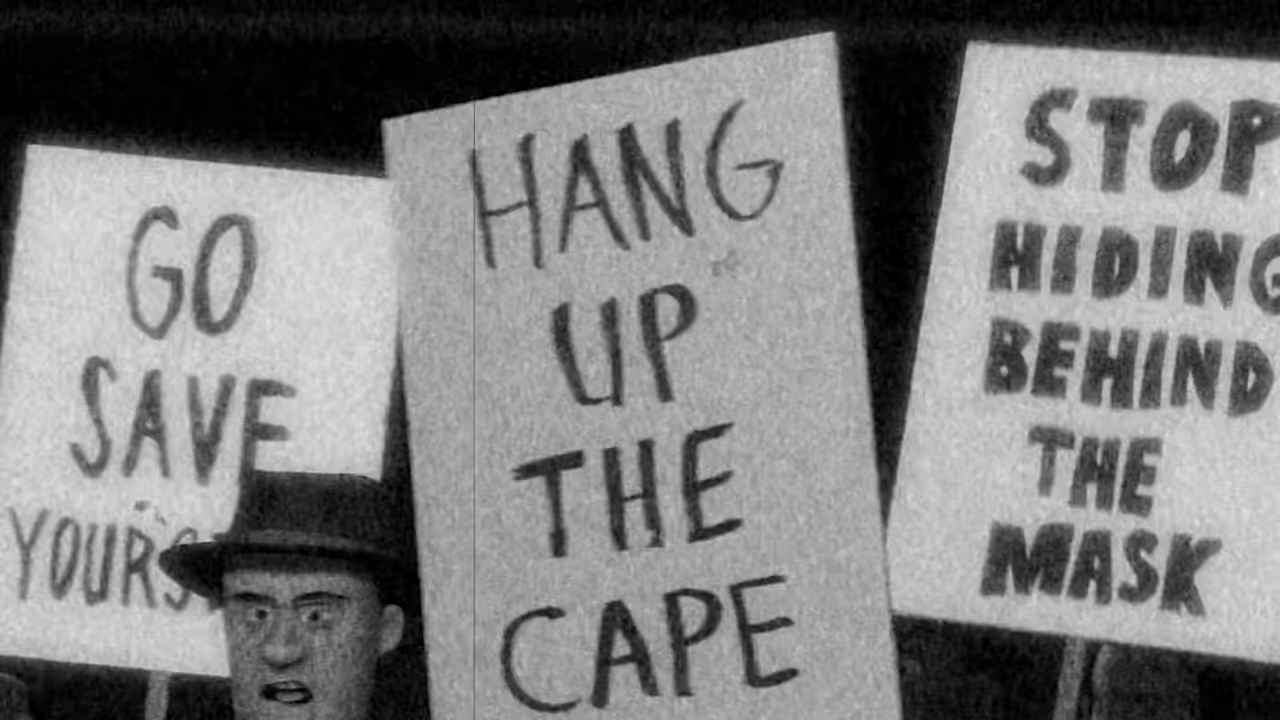 GO
SAVE
HANG
UP
THE
CAPE
STOP
HIDING
BEHIND
THE
MASK